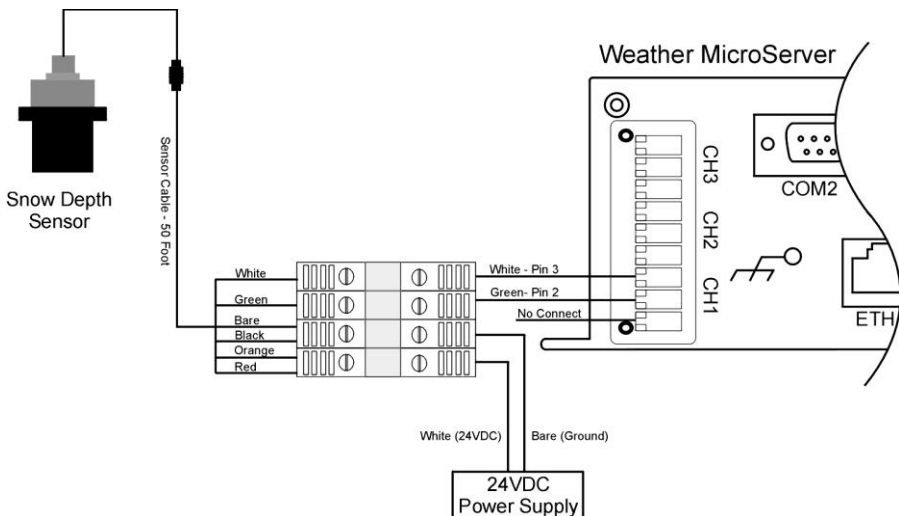 Weather MicroServer
Snow Depth
Sensor
Sensor Cable - 50 Foot
White
Green
Bare
Black
Orange
Red
White - Pin 3
Green- Pin 2
No Connect
CH3
CH2
CH1
COM2
ETH
White (24VDC)
Bare (Ground)
24VDC
Power Supply